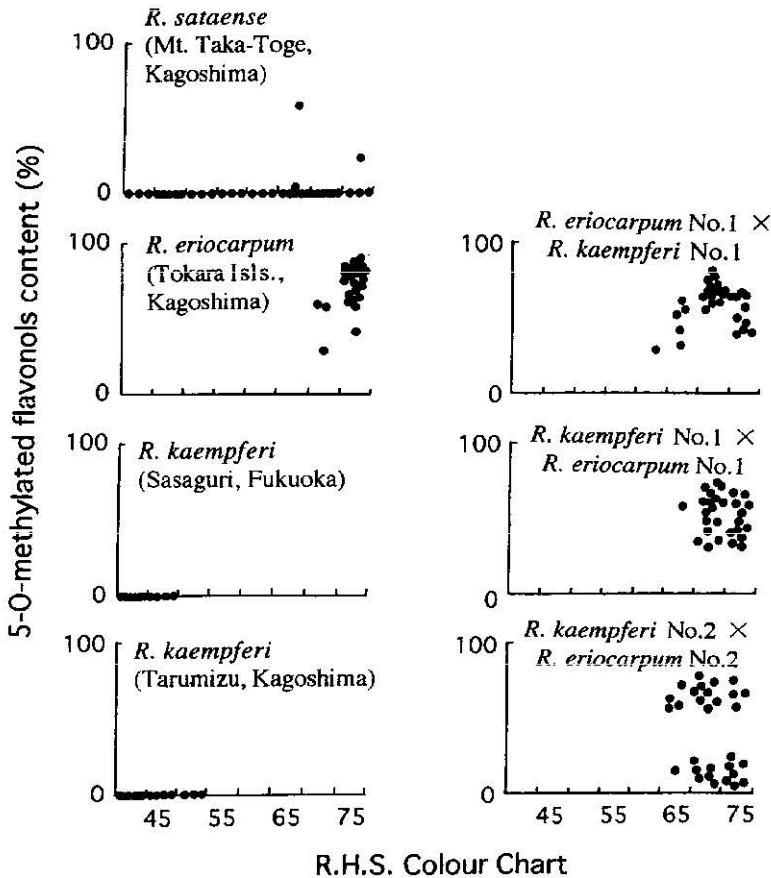 R. sataense
(Mt. Taka-Toge,
Kagoshima)
100
0
R. eriocarpum
(Tokara Isls.,
Kagoshima)
100
0
R. kaempferi
(Sasaguri, Fukuoka)
100
0
R. kaempferi
(Tarumizu, Kagoshima)
100
0
45 55 65 75
R. eriocarpum No.1 ×
R. kaempferi No.1
100
0
R. kaempferi No.1 ×
R. eriocarpum No.1
100
0
R. kaempferi No.2 ×
R. eriocarpum No.2
100
0
45 55 65 75
5-O-methylated flavonols content (%)
R.H.S. Colour Chart